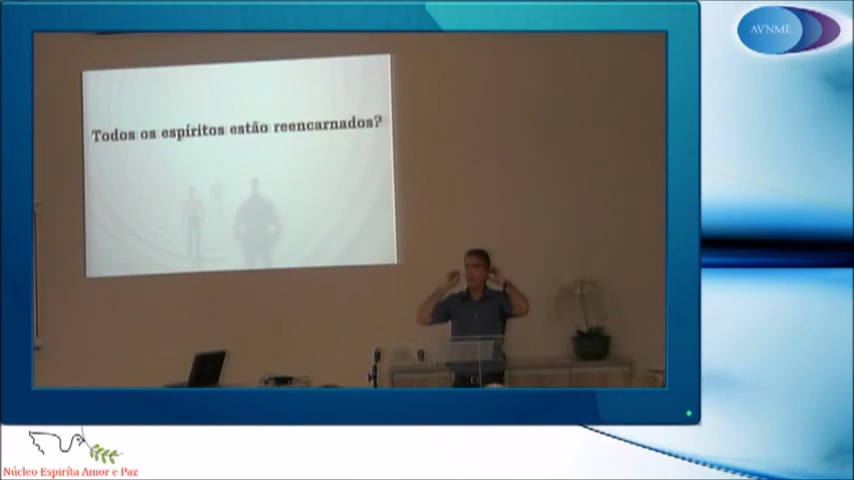 AVNME
Todos os espíritos estão reencarnados?
Núcleo Espírita Amor e Paz